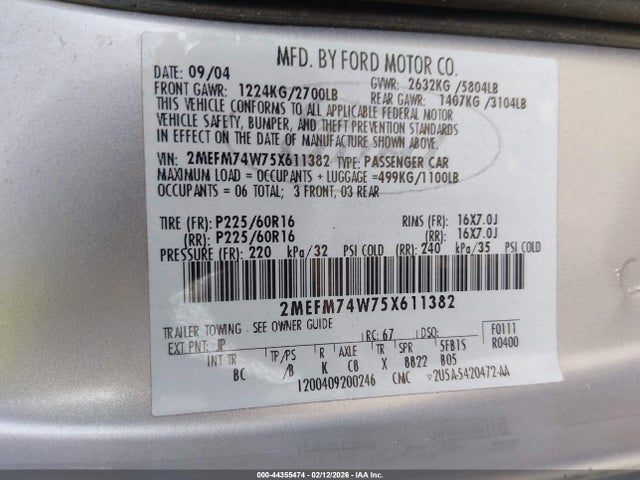 MFD. BY FORD MOTOR CO.
DATE: 09/04 GVWR: 2632KG/5804LB
FRONT GAWR: 1224KG/2700LB REAR GAWR: 1407KG/3104LB
THIS VEHICLE CONFORMS TO ALL APPLICABLE FEDERAL MOTOR
VEHICLE SAFETY, BUMPER, AND THEFT PREVENTION STANDARDS
IN EFFECT ON THE DATE OF MANUFACTURE SHOWN ABOVE.
VIN: 2MEFM74W75X611382 TYPE: PASSENGER CAR
MAXIMUM LOAD = OCCUPANTS + LUGGAGE =499KG/1100LB
OCCUPANTS = 06 TOTAL; 3 FRONT, 03 REAR
TIRE (FR): P225/60R16 RIMS (FR): 16X7.0J
(RR): P225/60R16 (RR): 16X7.0J
PRESSURE (FR): 220 kPa/32 PSI COLD (RR): 240 kPa/35 PSI COLD
2MEFM74W75X611382
TRAILER TOWING - SEE OWNER GUIDE
EXT PNT: JP RC: 67 DSO: F0111
INT TR TP/PS R AXLE TR SPR 5FB15 R0400
BC /B K C8 X 8822 B05
1200409200246 CMC V2U5A-5420472-AA
000-44355474 - 02/12/2026 - IAA Inc.